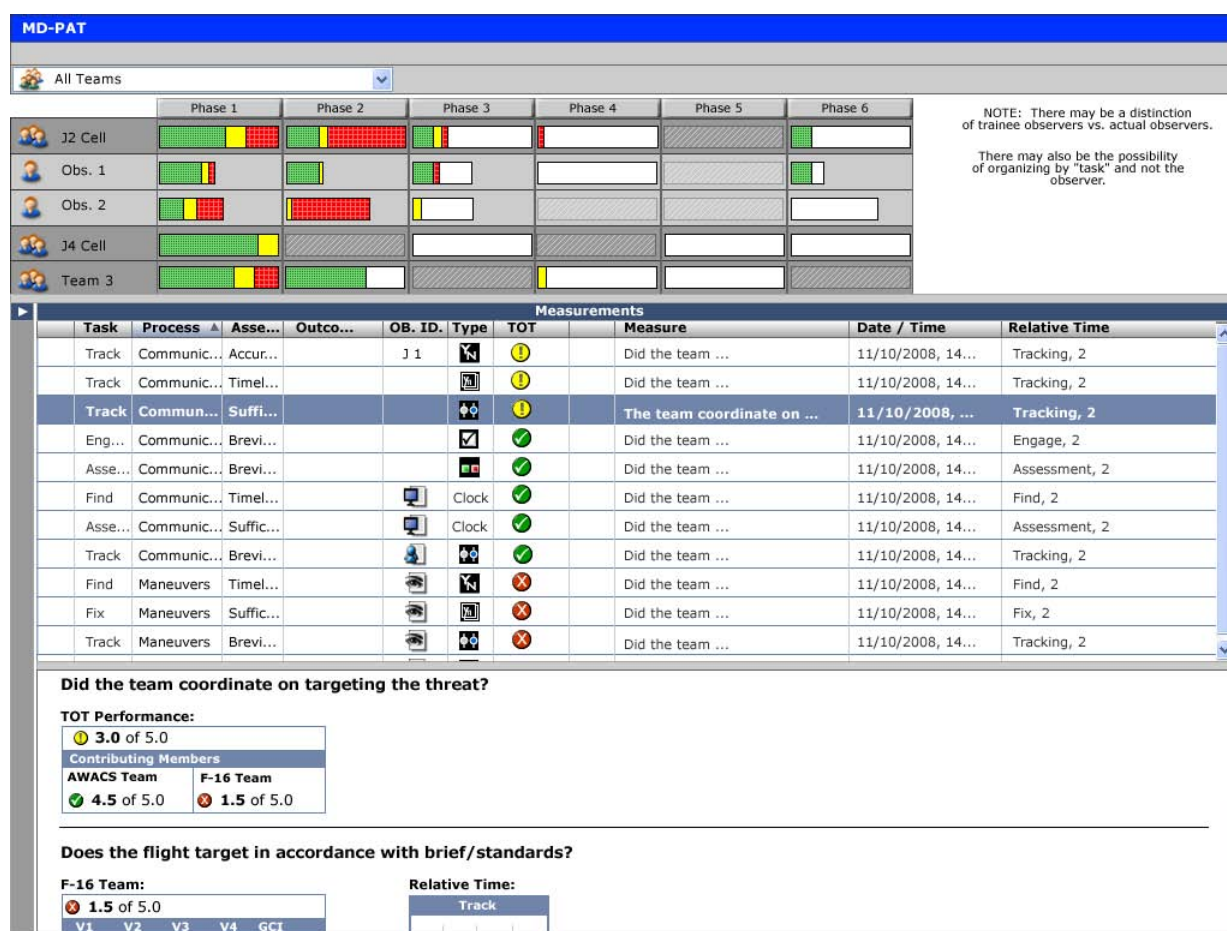 MD-PAT
All Teams
Phase 1 Phase 2 Phase 3 Phase 4 Phase 5 Phase 6
NOTE: There may be a distinction
of trainee observers vs. actual observers.
There may also be the possibility
of organizing by "task" and not the
observer.
J2 Cell
Obs. 1
Obs. 2
J4 Cell
Team 3
Measurements
Task Process Asse... Outco... OB. ID. Type TOT Measure Date / Time Relative Time
Track Communic... Accur... J 1 YN Did the team ... 11/10/2008, 14... Tracking, 2
Track Communic... Timel... Did the team ... 11/10/2008, 14... Tracking, 2
Track Commun... Suffi... The team coordinate on ... 11/10/2008, ... Tracking, 2
Eng... Communic... Brevi... Did the team ... 11/10/2008, 14... Engage, 2
Asse... Communic... Brevi... Did the team ... 11/10/2008, 14... Assessment, 2
Find Communic... Timel... Clock Did the team ... 11/10/2008, 14... Find, 2
Asse... Communic... Suffic... Clock Did the team ... 11/10/2008, 14... Assessment, 2
Track Communic... Brevi... Did the team ... 11/10/2008, 14... Tracking, 2
Find Maneuvers Timel... YN Did the team ... 11/10/2008, 14... Find, 2
Fix Maneuvers Suffic... Did the team ... 11/10/2008, 14... Fix, 2
Track Maneuvers Brevi... Did the team ... 11/10/2008, 14... Tracking, 2
Did the team coordinate on targeting the threat?
TOT Performance:
3.0 of 5.0
Contributing Members
AWACS Team F-16 Team
4.5 of 5.0 1.5 of 5.0
Does the flight target in accordance with brief/standards?
F-16 Team: Relative Time:
1.5 of 5.0 Track
V1 V2 V3 V4 GCI